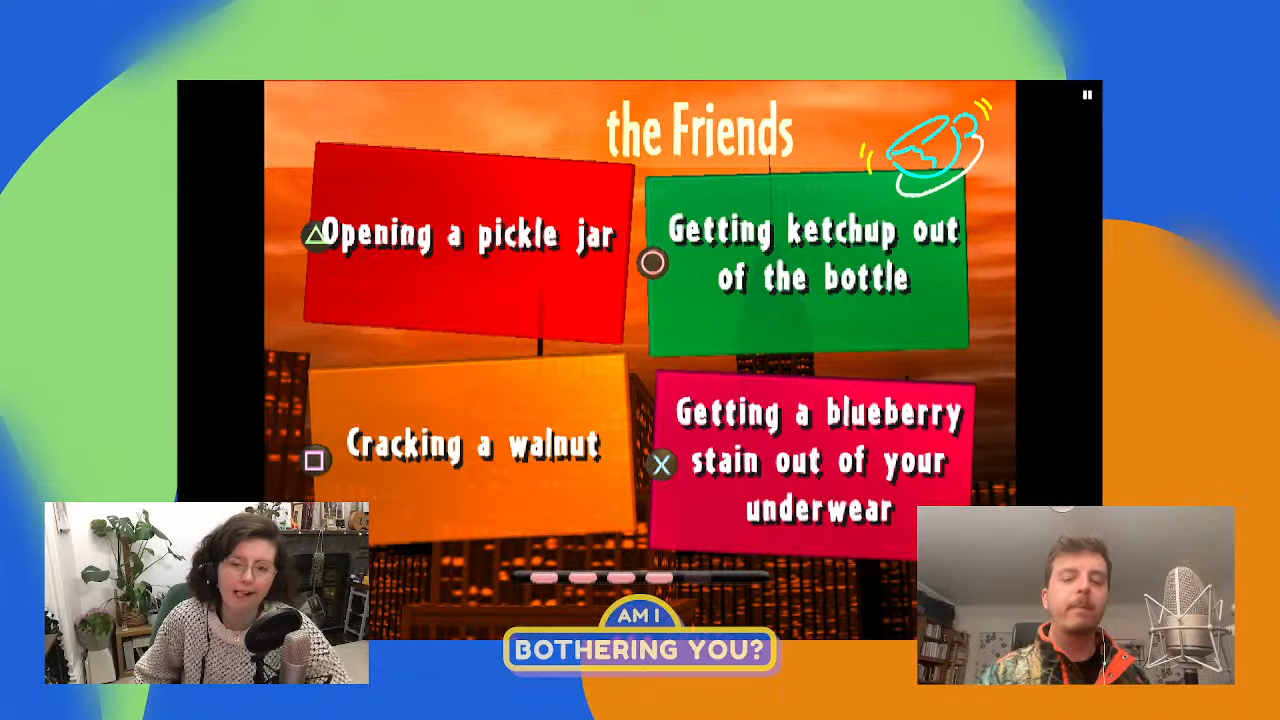 the Friends
Opening a pickle jar
Getting ketchup out
of the bottle
Cracking a walnut
Getting a blueberry
stain out of your
underwear
AM I
BOTHERING YOU?